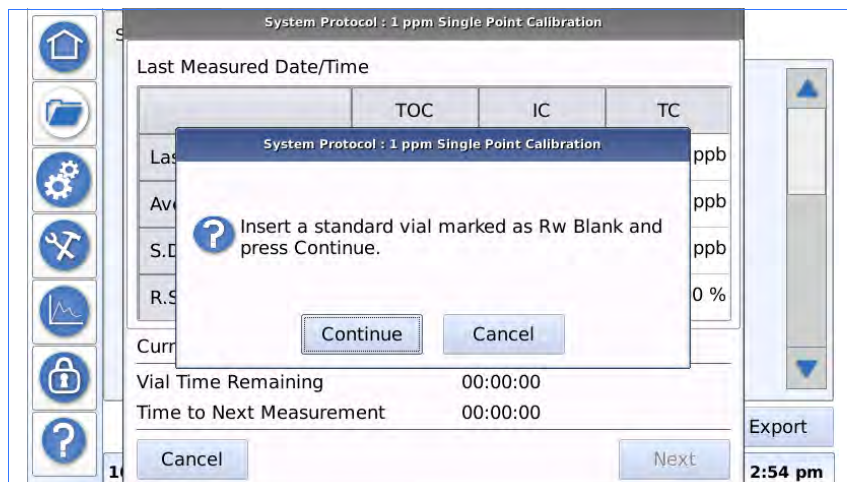 System Protocol : 1 ppm Single Point Calibration
Last Measured Date/Time
TOC IC TC
System Protocol : 1 ppm Single Point Calibration
ppb
ppb
Insert a standard vial marked as Rw Blank and
press Continue.
S.D ppb
R.S 0 %
Continue Cancel
Curr
Vial Time Remaining 00:00:00
Time to Next Measurement 00:00:00
Export
Cancel Next
2:54 pm